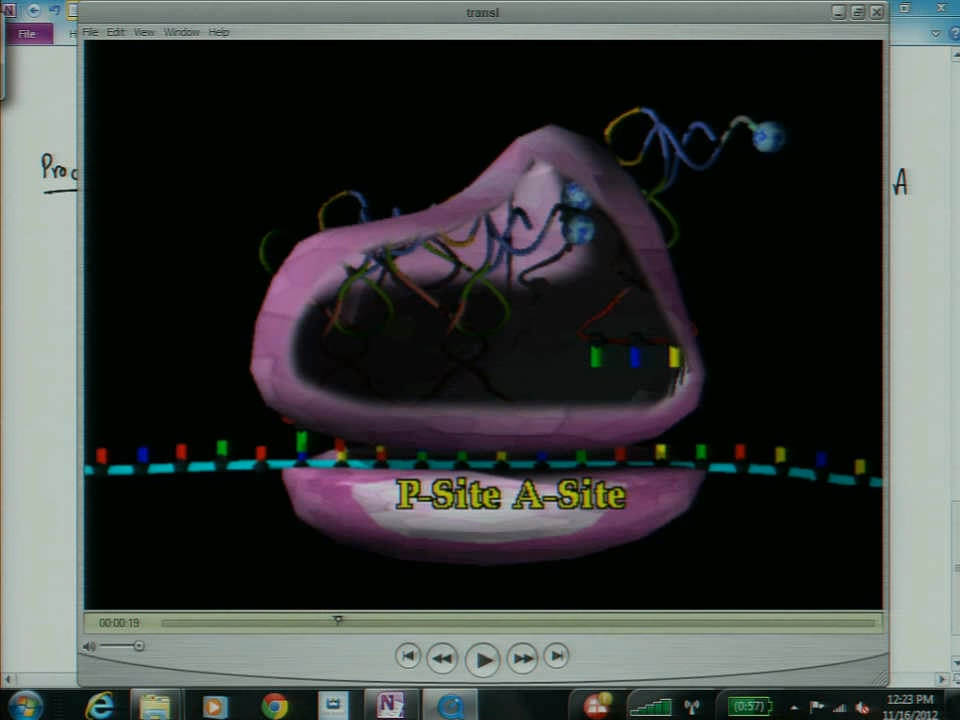 transl
File
File Edit View Window Help
A
P-Site A-Site
00:00:19
(0:57)
12:23 PM
11/16/2012